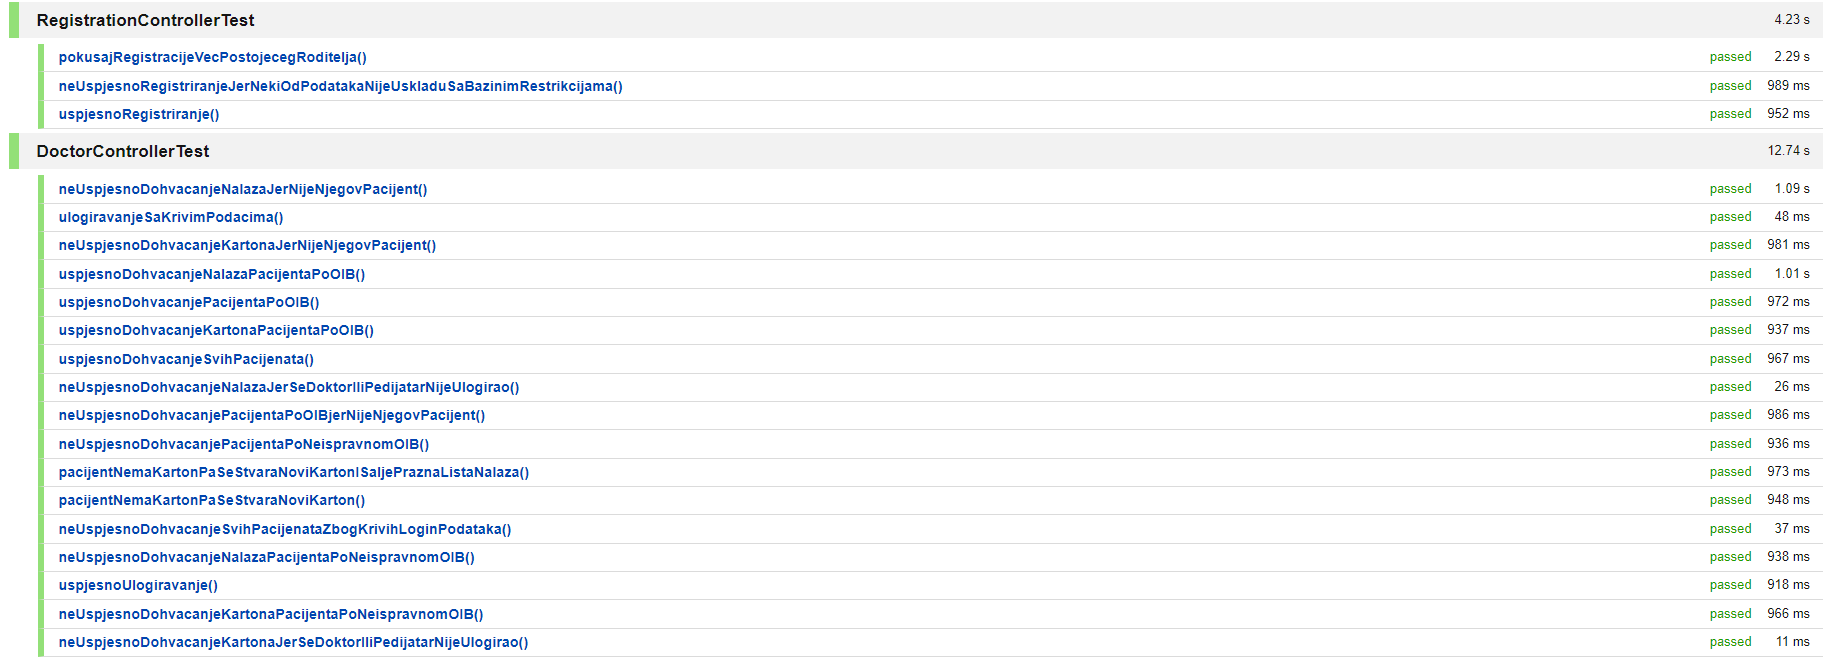 RegistrationControllerTest 4.23 s
pokusajRegistracijeVecPostojecegRoditelja() passed 2.29 s
neUspjesnoRegistriranjeJerNekiOdPodatakaNijeUskladuSaBazinimRestrikcijama() passed 989 ms
uspjesnoRegistriranje() passed 952 ms
DoctorControllerTest 12.74 s
neUspjesnoDohvacanjeNalazaJerNijeNjegovPacijent() passed 1.09 s
ulogiravanjeSaKrivimPodacima() passed 48 ms
neUspjesnoDohvacanjeKartonaJerNijeNjegovPacijent() passed 981 ms
uspjesnoDohvacanjeNalazaPacijentaPoOIB() passed 1.01 s
uspjesnoDohvacanjePacijentaPoOIB() passed 972 ms
uspjesnoDohvacanjeKartonaPacijentaPoOIB() passed 937 ms
uspjesnoDohvacanjeSvihPacijenata() passed 967 ms
neUspjesnoDohvacanjeNalazaJerSeDoktorIliPedijatarNijeUlogirao() passed 26 ms
neUspjesnoDohvacanjePacijentaPoOIBjerNijeNjegovPacijent() passed 986 ms
neUspjesnoDohvacanjePacijentaPoNeispravnomOIB() passed 936 ms
pacijentNemaKartonPaSeStvaraNoviKartonISaljePraznaListaNalaza() passed 973 ms
pacijentNemaKartonPaSeStvaraNoviKarton() passed 948 ms
neUspjesnoDohvacanjeSvihPacijenataZbogKrivihLoginPodataka() passed 37 ms
neUspjesnoDohvacanjeNalazaPacijentaPoNeispravnomOIB() passed 938 ms
uspjesnoUlogiravanje() passed 918 ms
neUspjesnoDohvacanjeKartonaPacijentaPoNeispravnomOIB() passed 966 ms
neUspjesnoDohvacanjeKartonaJerSeDoktorIliPedijatarNijeUlogirao() passed 11 ms